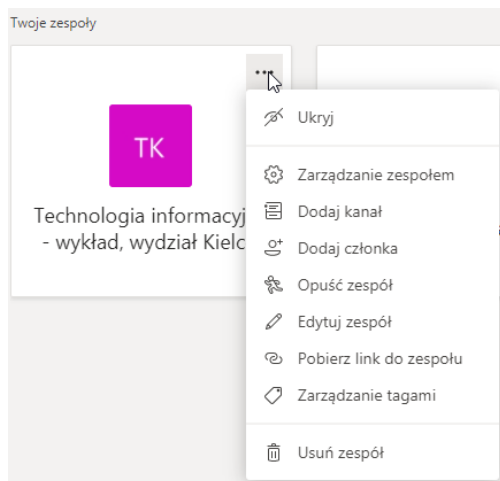 Twoje zespoły
...
TK
Technologia informacyj
- wykład, wydział Kielc
Ukryj
Zarządzanie zespołem
Dodaj kanał
Dodaj członka
Opuść zespół
Edytuj zespół
Pobierz link do zespołu
Zarządzanie tagami
Usuń zespół